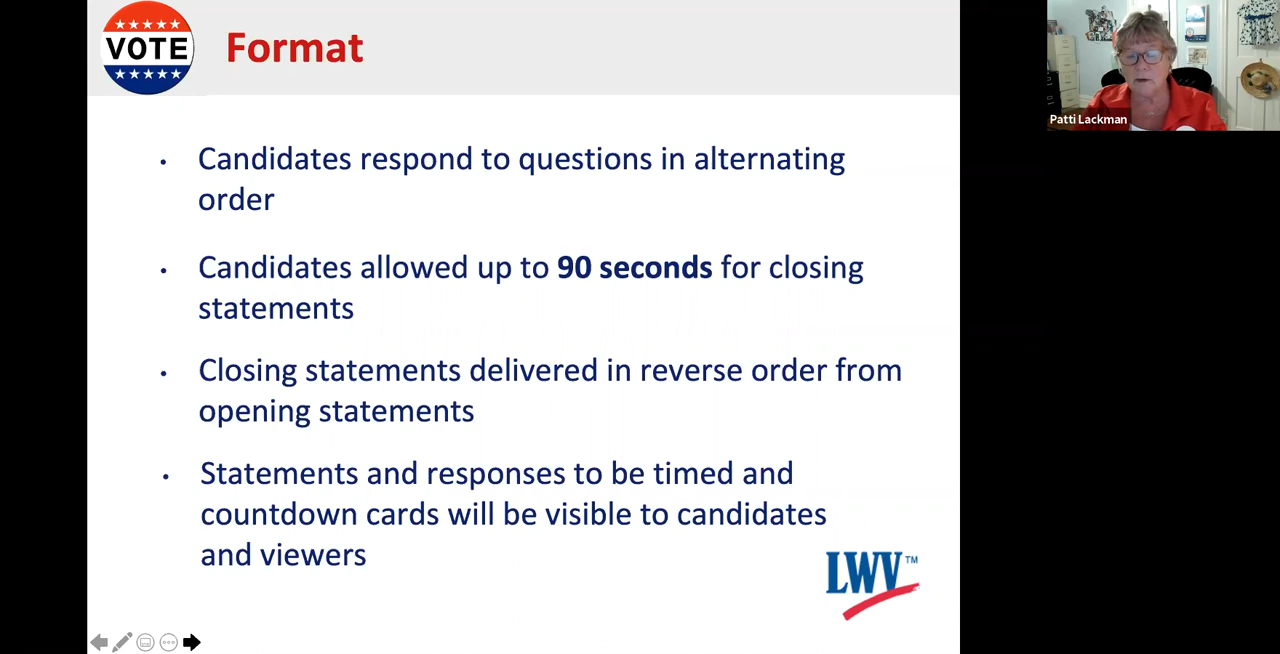 VOTE
Format
Patti Lackman
• Candidates respond to questions in alternating
order
• Candidates allowed up to 90 seconds for closing
statements
• Closing statements delivered in reverse order from
opening statements
• Statements and responses to be timed and
countdown cards will be visible to candidates
and viewers
LWV™